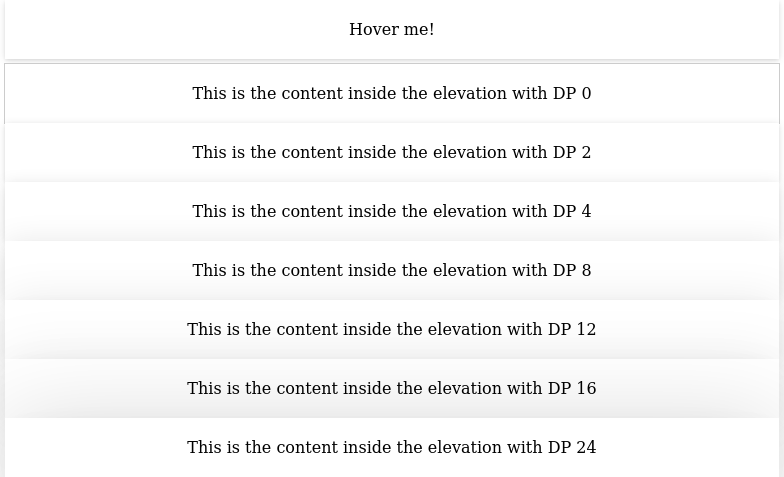 Hover me!
This is the content inside the elevation with DP 0
This is the content inside the elevation with DP 2
This is the content inside the elevation with DP 4
This is the content inside the elevation with DP 8
This is the content inside the elevation with DP 12
This is the content inside the elevation with DP 16
This is the content inside the elevation with DP 24